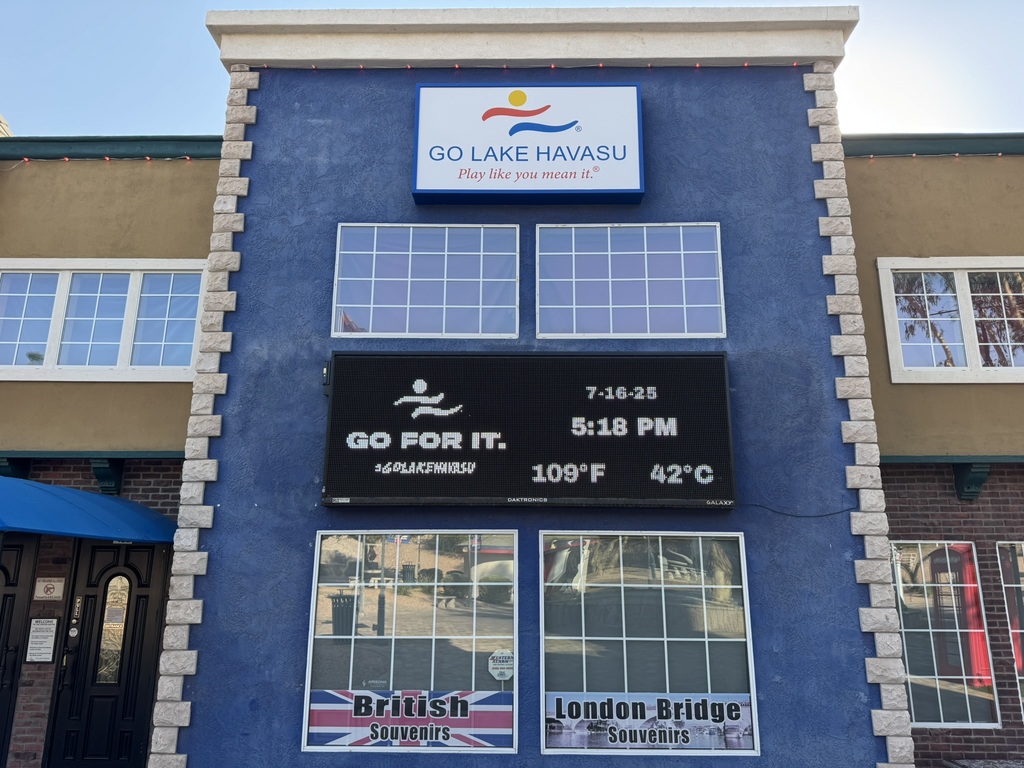 GO LAKE HAVASU
Play like you mean it.®
7-16-25
5:18 PM
GO FOR IT.
109°F 42°C
DAKTRONICS
GALAXY
British
Souvenirs
London Bridge
Souvenirs
WELCOME